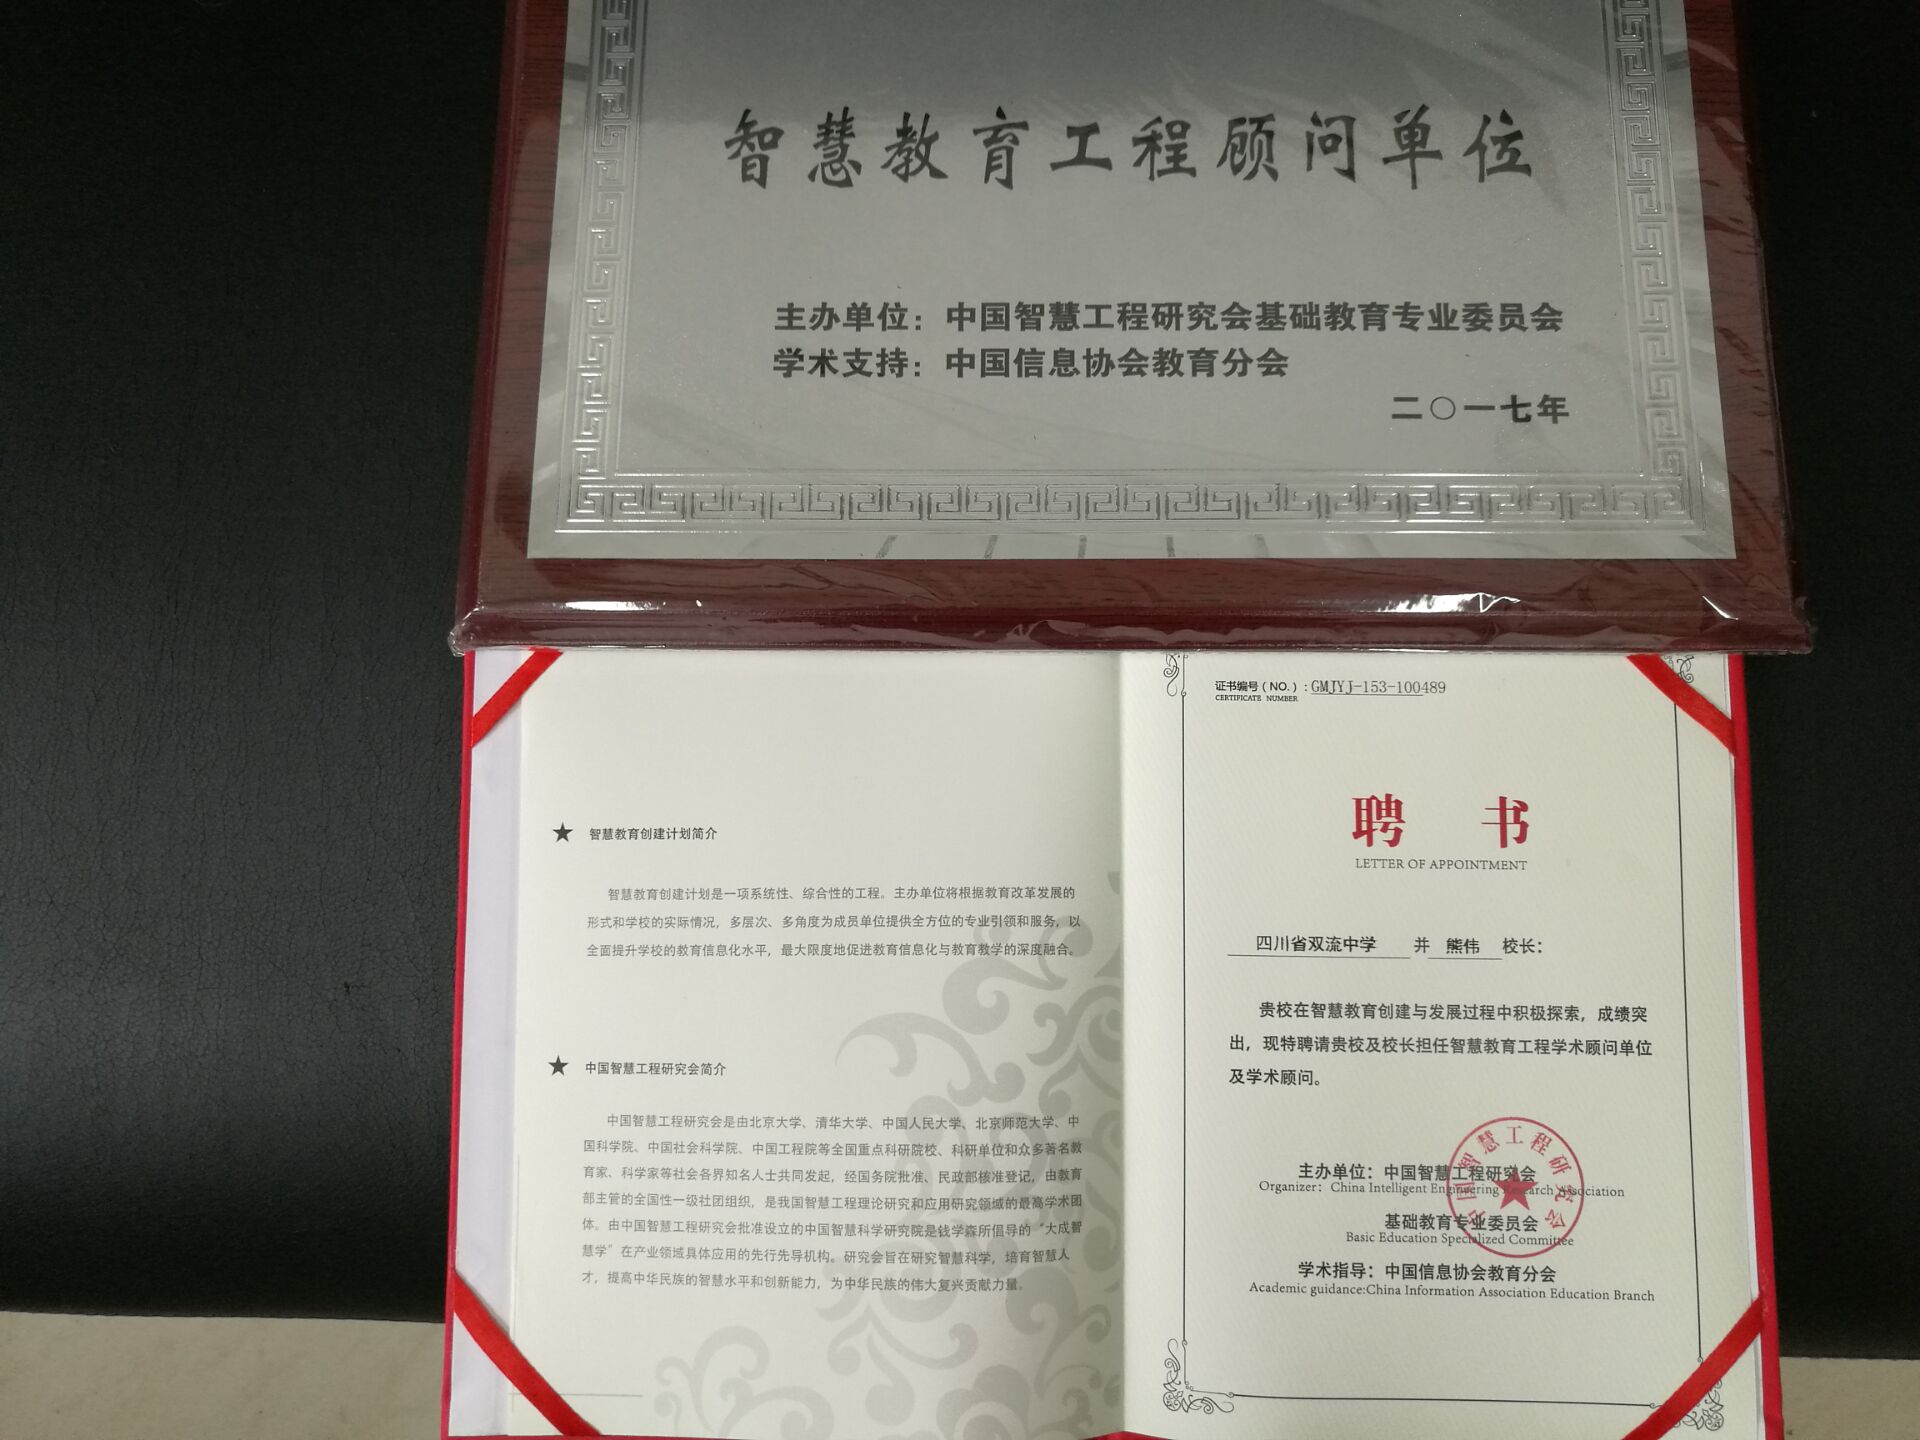 智慧教育工程顾问单位
主办单位：中国智慧工程研究会基础教育专业委员会
学术支持：中国信息协会教育分会
二〇一七年
★ 智慧教育创建计划简介
智慧教育创建计划是一项系统性、综合性的工程。主办单位将根据教育改革发展的
形式和学校的实际情况，多层次、多角度为成员单位提供全方位的专业引领和服务，以
全面提升学校的教育信息化水平，最大限度地促进教育信息化与教育教学的深度融合。
★ 中国智慧工程研究会简介
中国智慧工程研究会是由北京大学、清华大学、中国人民大学、北京师范大学、中
国科学院、中国社会科学院、中国工程院等全国重点科研院校、科研单位和众多著名教
育家、科学家等社会各界知名人士共同发起，经国务院批准、民政部核准登记，由教育
部主管的全国性一级社团组织，是我国智慧工程理论研究和应用研究领域的最高学术团
体。由中国智慧工程研究会批准设立的中国智慧科学研究院是钱学森所倡导的“大成智
慧学”在产业领域具体应用的先行先导机构。研究会旨在研究智慧科学，培育智慧人
才，提高中华民族的智慧水平和创新能力，为中华民族的伟大复兴贡献力量。
证书编号（NO.）：GMJYJ-153-100489
CERTIFICATE NUMBER
聘 书
LETTER OF APPOINTMENT
四川省双流中学 并 熊伟 校长：
贵校在智慧教育创建与发展过程中积极探索，成绩突
出，现特聘请贵校及校长担任智慧教育工程学术顾问单位
及学术顾问。
主办单位：中国智慧工程研究会
Organizer：China Intelligent Engineering Research Association
基础教育专业委员会
Basic Education Specialized Committee
学术指导：中国信息协会教育分会
Academic guidance:China Information Association Education Branch
中国智慧工程研究会